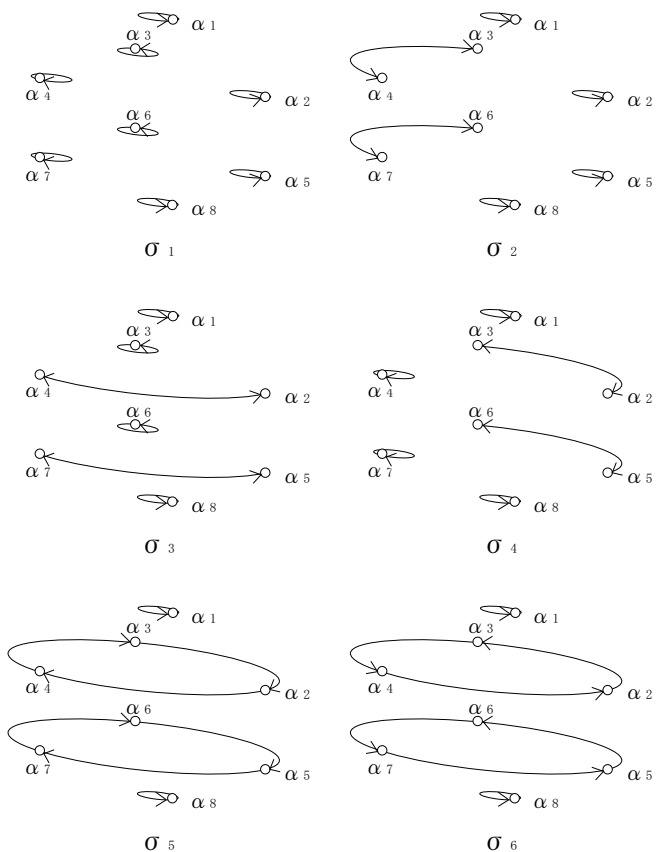 α 1 α 1
α 3 α 3
α 4 α 4
α 2 α 2
α 6 α 6
α 7 α 7
α 5 α 5
α 8 α 8
σ 1 σ 2
α 1 α 1
α 3 α 3
α 4 α 4
α 2 α 2
α 6 α 6
α 7 α 7
α 5 α 5
α 8 α 8
σ 3 σ 4
α 1 α 1
α 3 α 3
α 4 α 4
α 2 α 2
α 6 α 6
α 7 α 7
α 5 α 5
α 8 α 8
σ 5 σ 6